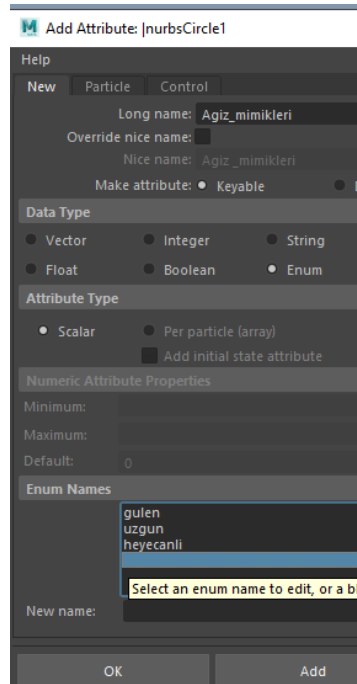 Add Attribute: |nurbsCircle1
Help
New Particle Control
Long name: Agiz_mimikleri
Override nice name:
Nice name: Agiz _mimikleri
Make attribute: Keyable
Data Type
Vector Integer String
Float Boolean Enum
Attribute Type
Scalar Per particle (array)
Add initial state attribute
Numeric Attribute Properties
Minimum:
Maximum:
Default: 0
Enum Names
gulen
uzgun
heyecanli
Select an enum name to edit, or a b
New name:
OK Add